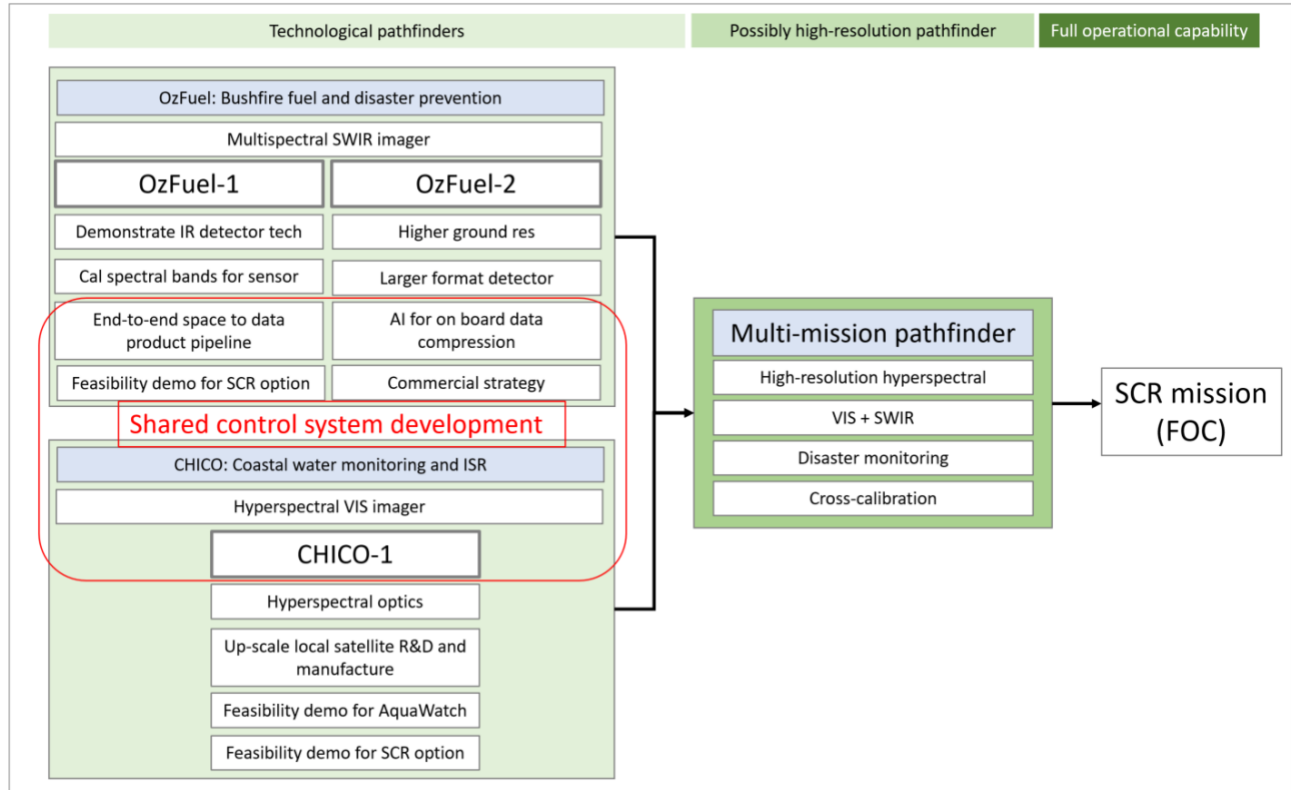 Technological pathfinders
Possibly high-resolution pathfinder
Full operational capability
OzFuel: Bushfire fuel and disaster prevention
Multispectral SWIR imager
OzFuel-1
OzFuel-2
Demonstrate IR detector tech
Higher ground res
Cal spectral bands for sensor
Larger format detector
End-to-end space to data
product pipeline
AI for on board data
compression
Feasibility demo for SCR option
Commercial strategy
Shared control system development
CHICO: Coastal water monitoring and ISR
Hyperspectral VIS imager
CHICO-1
Hyperspectral optics
Up-scale local satellite R&D and
manufacture
Feasibility demo for AquaWatch
Feasibility demo for SCR option
Multi-mission pathfinder
High-resolution hyperspectral
VIS + SWIR
Disaster monitoring
Cross-calibration
SCR mission
(FOC)